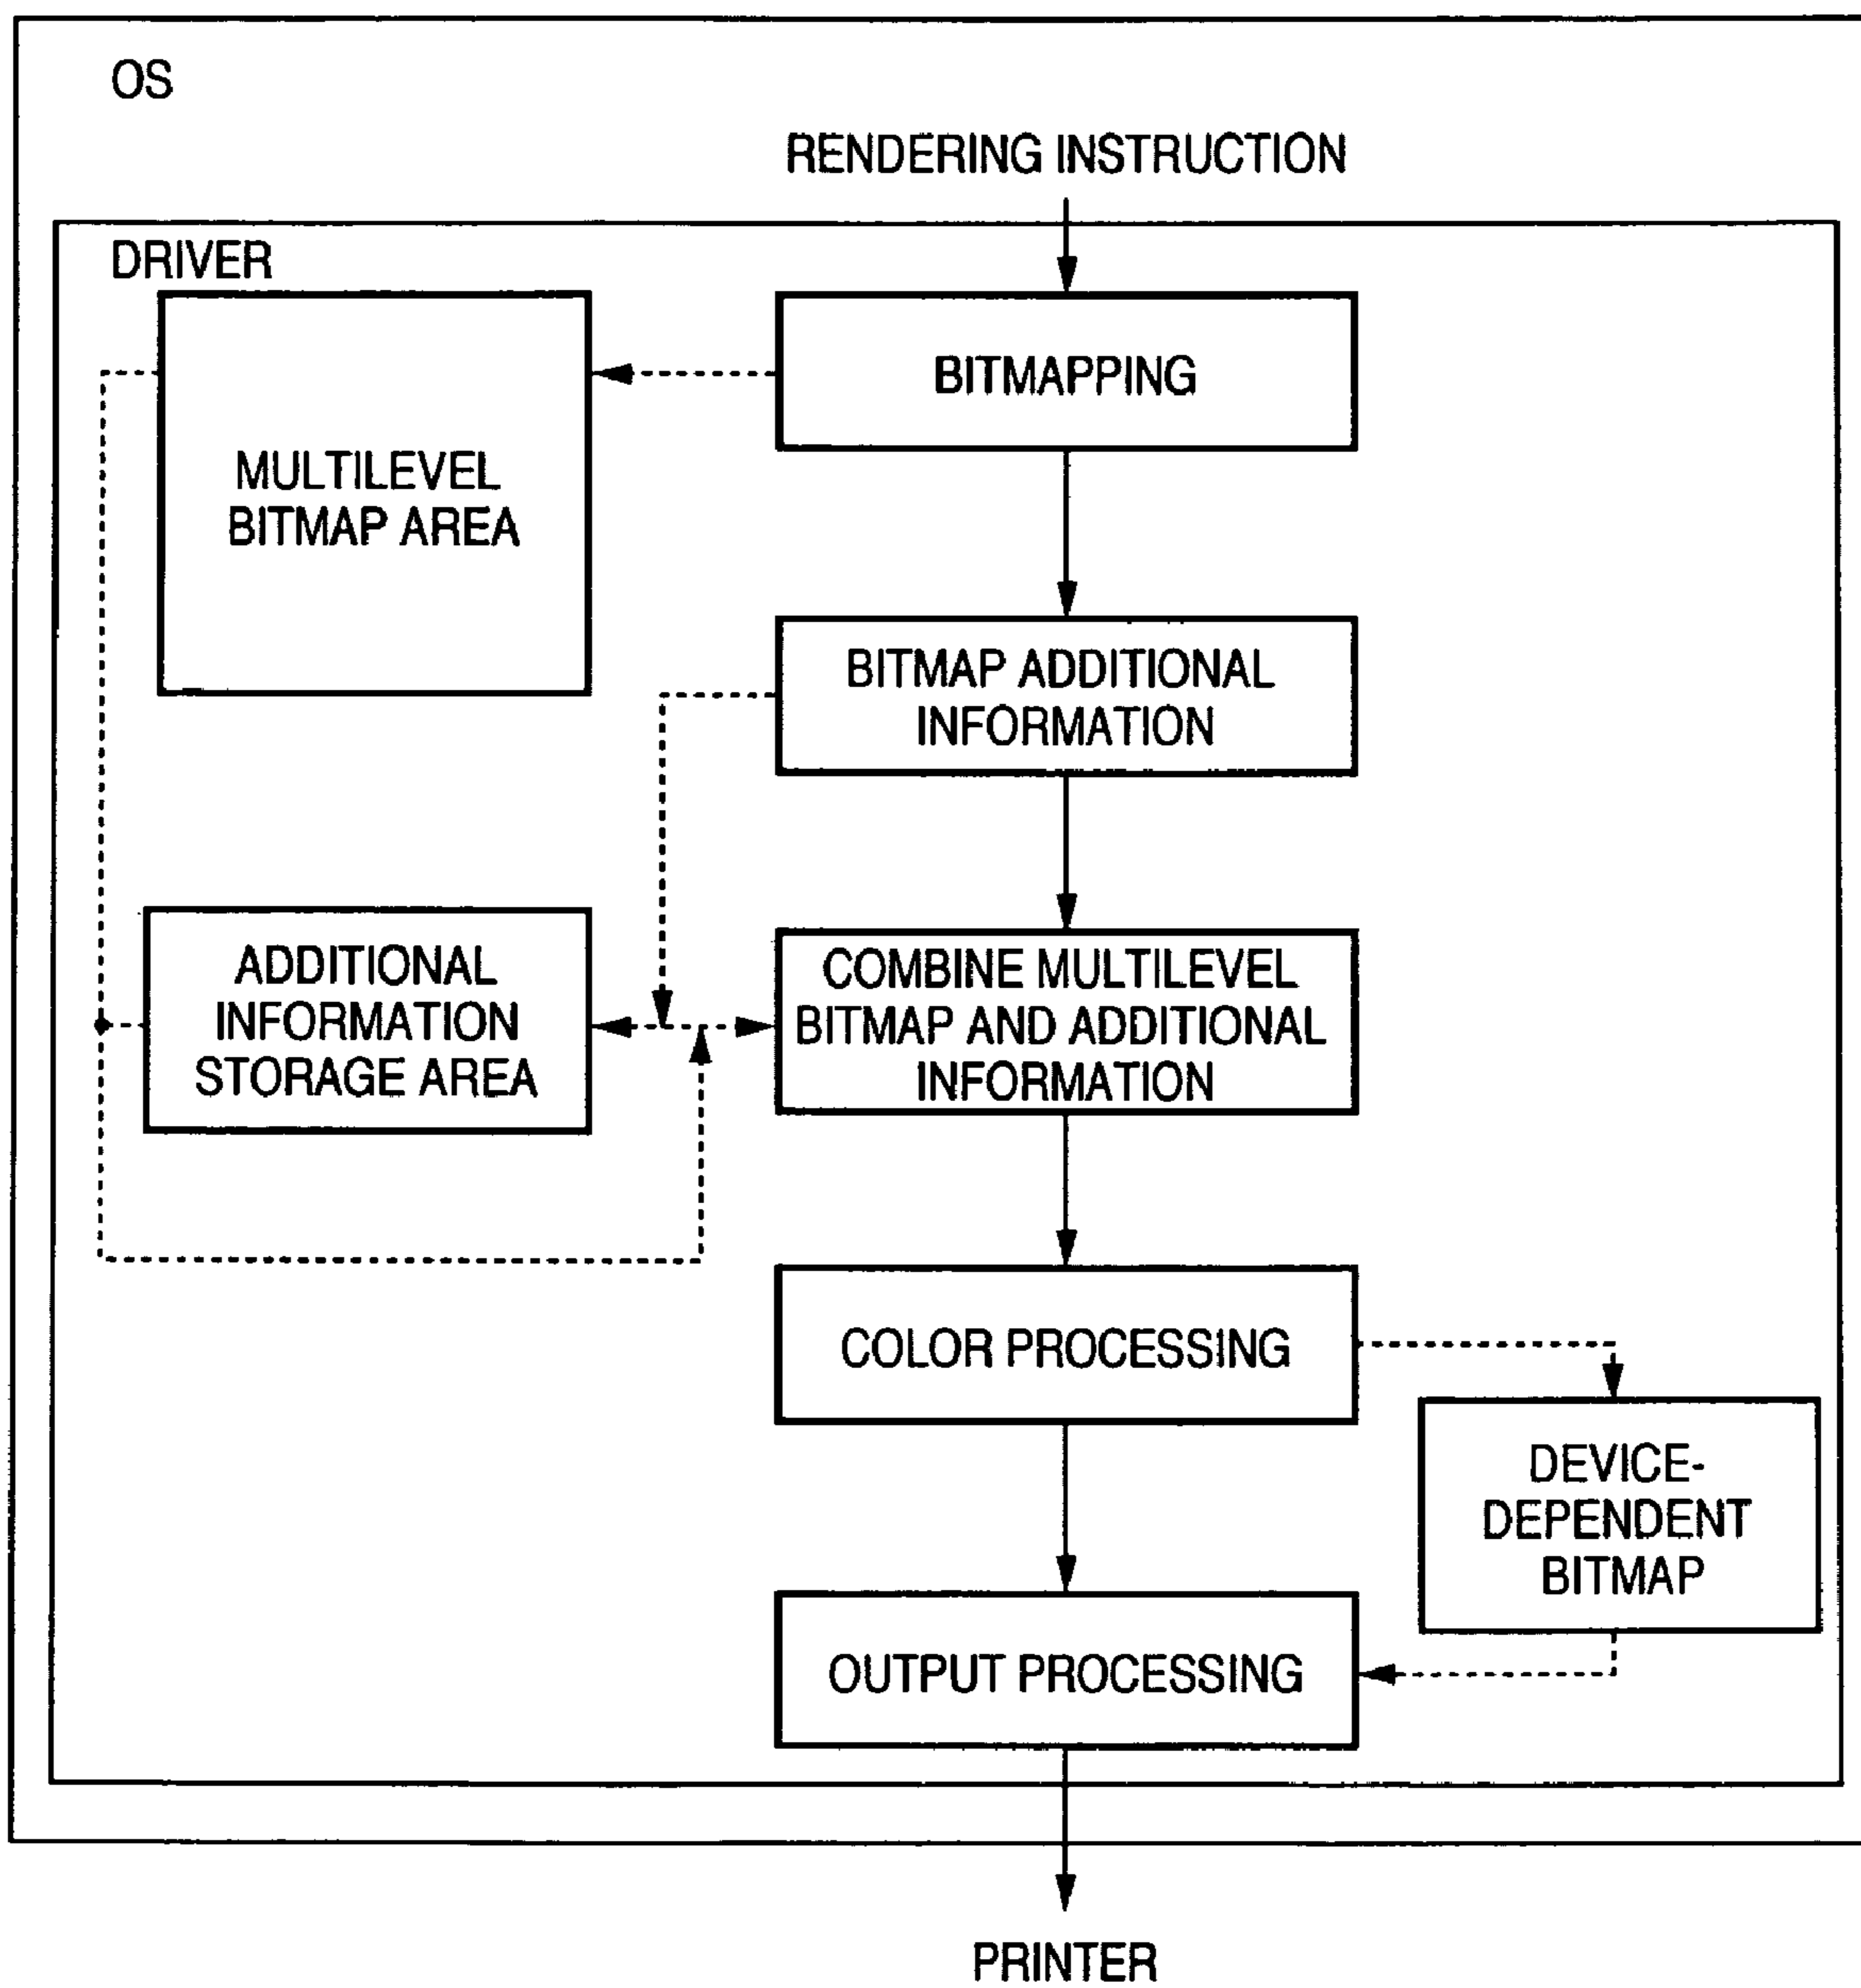 OS
RENDERING INSTRUCTION
DRIVER
BITMAPPING
MULTILEVEL
BITMAP AREA
BITMAP ADDITIONAL
INFORMATION
ADDITIONAL
INFORMATION
STORAGE AREA
COMBINE MULTILEVEL
BITMAP AND ADDITIONAL
INFORMATION
COLOR PROCESSING
DEVICE-
DEPENDENT
BITMAP
OUTPUT PROCESSING
PRINTER